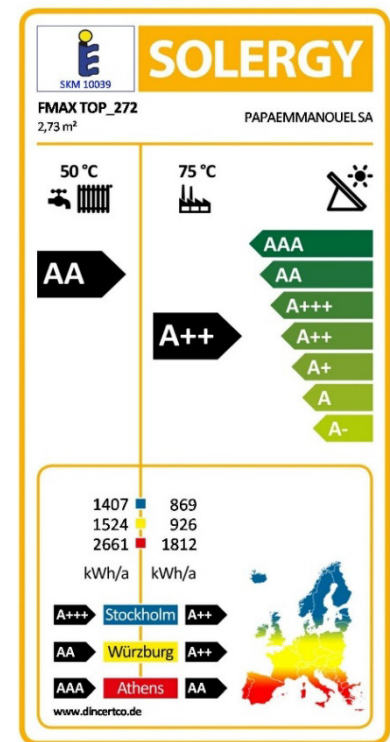 SOLERGY
SKM 10039
FMAX TOP_272
2,73 m²
PAPAEMMANOUEL SA
50 °C
75 °C
AAA
AA
A+++
A++
A+
A
A-
AA
A++
1407 869
1524 926
2661 1812
kWh/a kWh/a
A+++ Stockholm A++
AA Würzburg A++
AAA Athens AA
www.dincertco.de